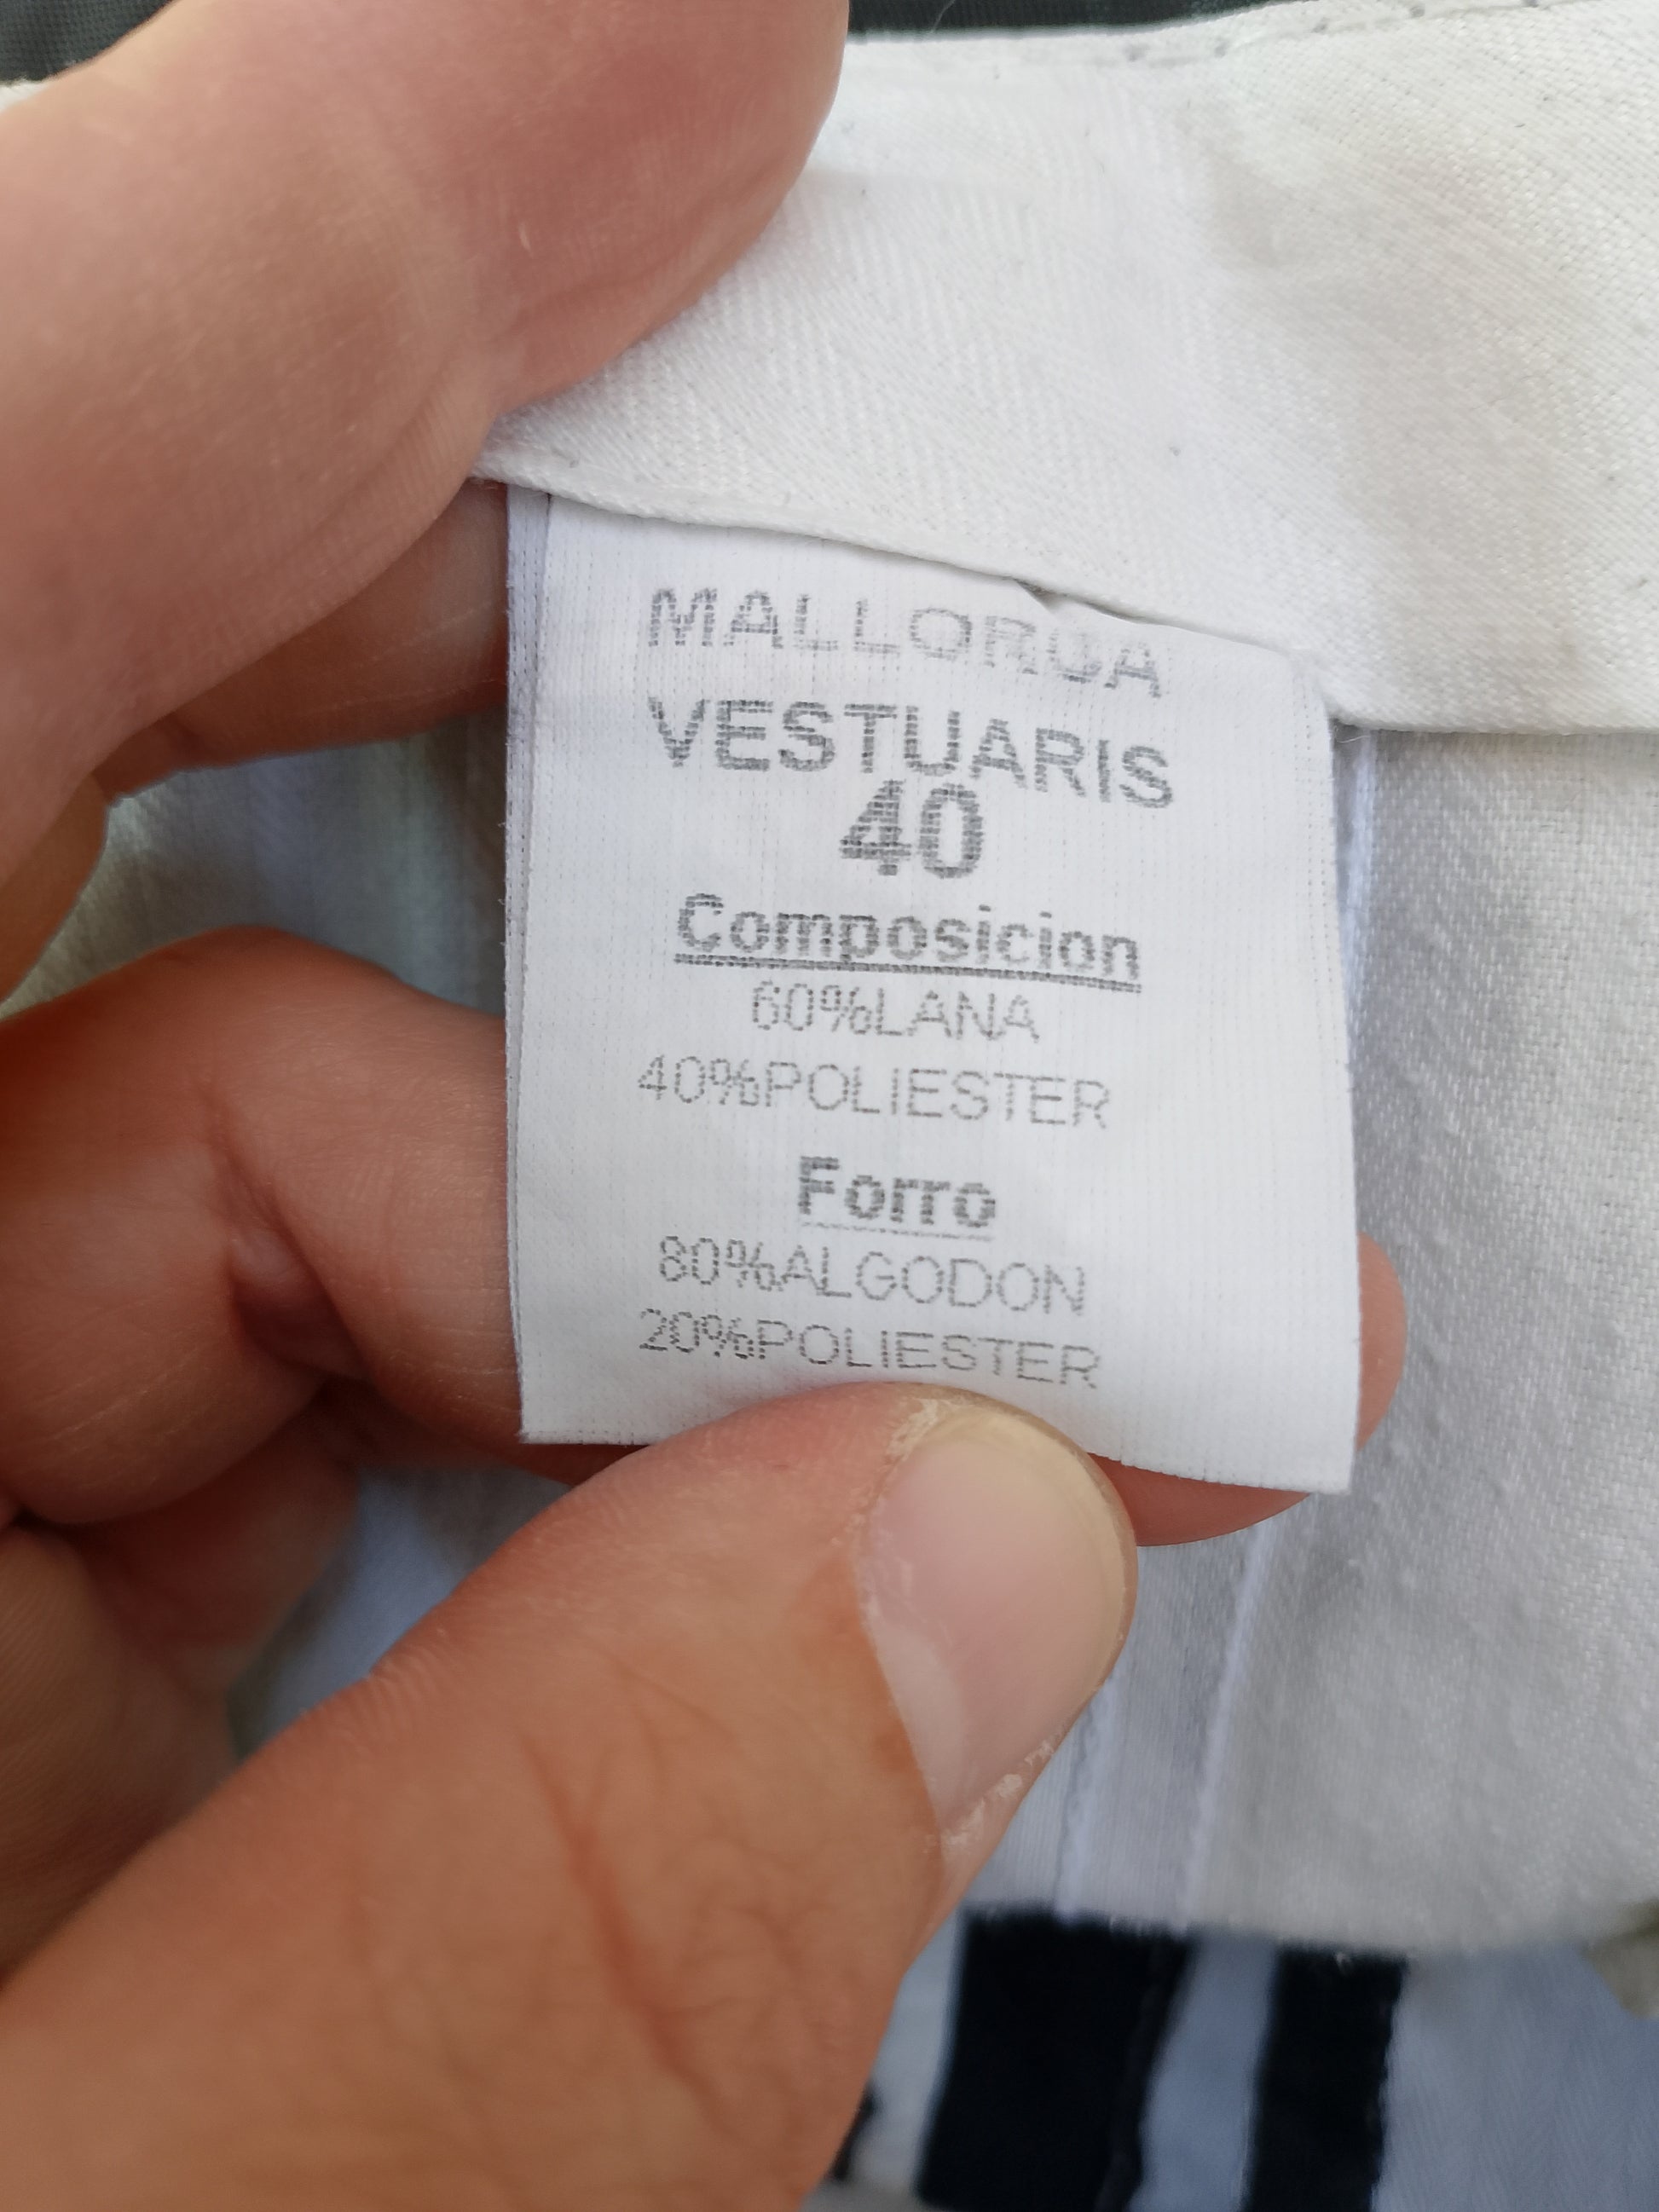 MALLORCA
VESTUARIS
40
Composicion
60%LANA
40%POLIESTER
Forro
80%ALGODON
20%POLIESTER